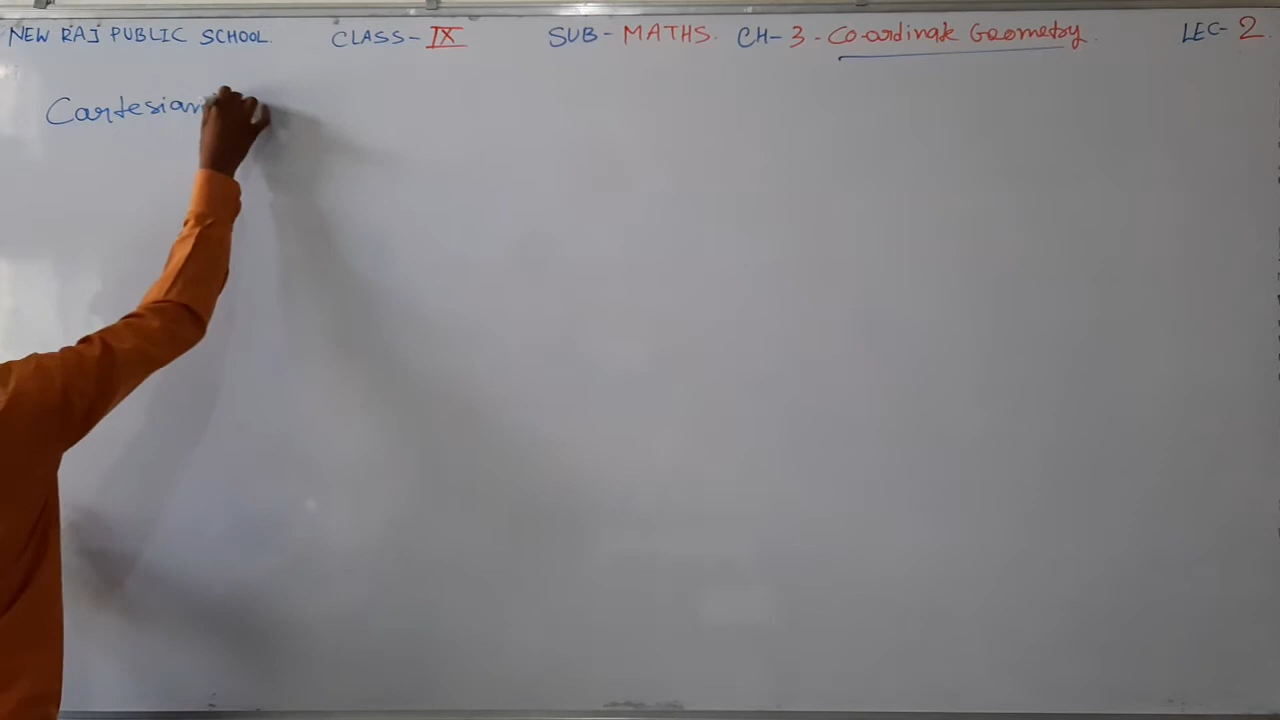 NEW RAJ PUBLIC SCHOOL. CLASS - IX SUB - MATHS. CH - 3 - Co-ordinate Geometry LEC - 2
Cartesian